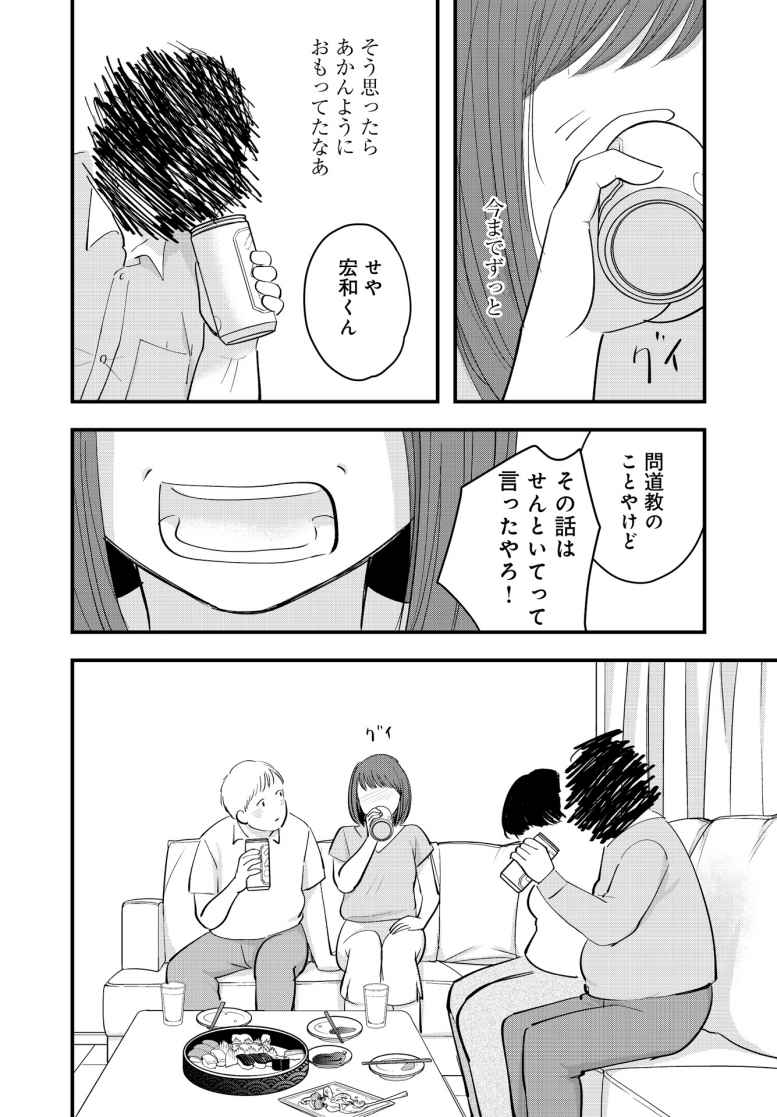 今までずっと
グイ
そう思ったら
あかんように
おもってたなあ
せや
宏和くん
問道教の
ことやけど
その話は
せんといてって
言ったやろ！
グイ